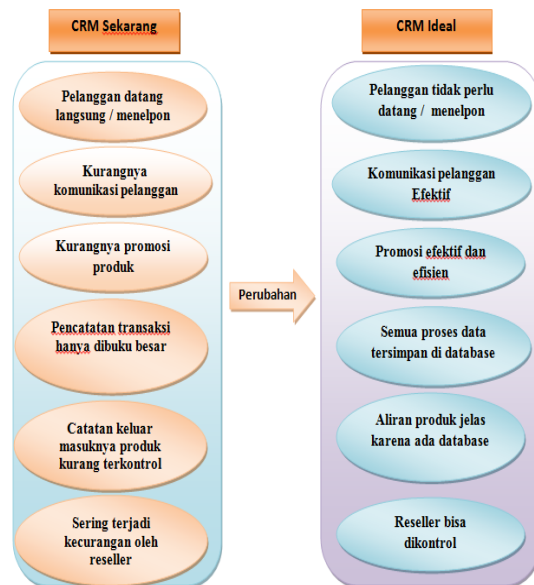 CRM Sekarang
Pelanggan datang
langsung / menelpon
Kurangnya
komunikasi pelanggan
Kurangnya promosi
produk
Pencatatan transaksi
hanya dibuku besar
Catatan keluar
masuknya produk
kurang terkontrol
Sering terjadi
kecurangan oleh
reseller
Perubahan
CRM Ideal
Pelanggan tidak perlu
datang / menelpon
Komunikasi pelanggan
Efektif
Promosi efektif dan
efisien
Semua proses data
tersimpan di database
Aliran produk jelas
karena ada database
Reseller bisa
dikontrol